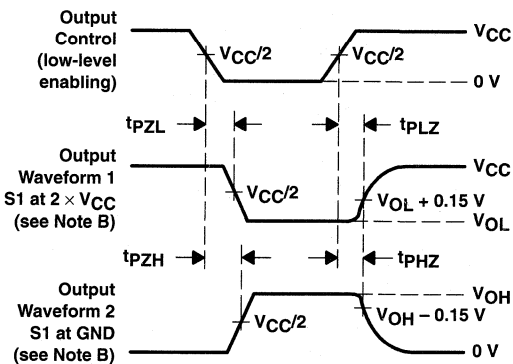 Output
Control
(low-level
enabling)
VCC/2
VCC/2
VCC
0 V
tPZL
tPLZ
Output
Waveform 1
S1 at 2 × VCC
(see Note B)
VCC/2
VCC
VOL + 0.15 V
VOL
tPZH
tPHZ
Output
Waveform 2
S1 at GND
(see Note B)
VCC/2
VOH
VOH − 0.15 V
0 V